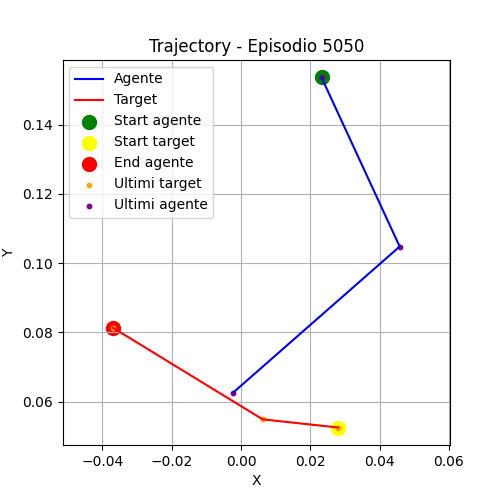 Trajectory - Episodio 5050
Agente
Target
Start agente
Start target
End agente
Ultimi target
Ultimi agente
0.14
0.12
0.10
0.08
0.06
Y
−0.04
−0.02
0.00
0.02
0.04
0.06
X